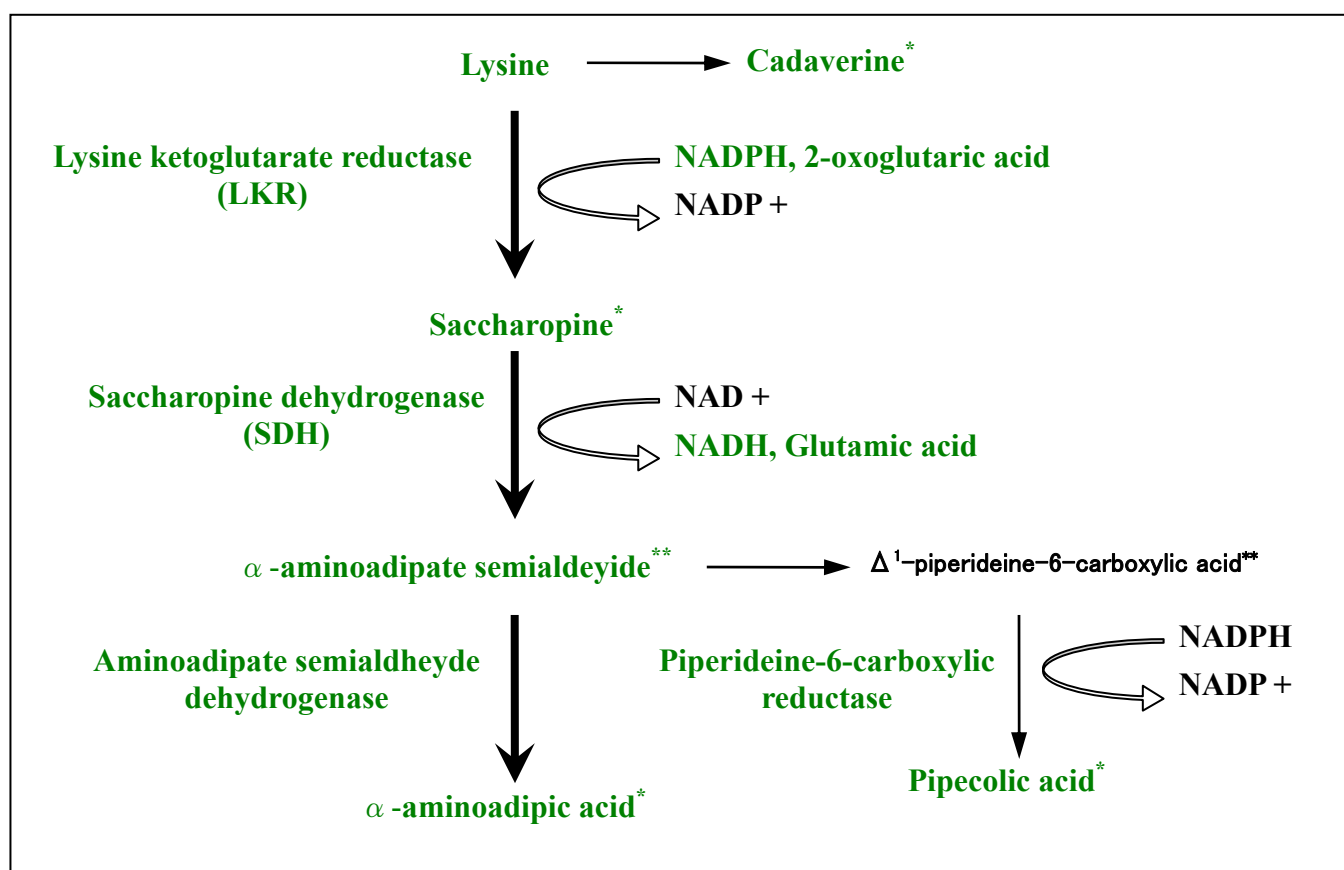 Lysine
Cadaverine*
Lysine ketoglutarate reductase
(LKR)
NADPH, 2-oxoglutaric acid
NADP +
Saccharopine*
Saccharopine dehydrogenase
(SDH)
NAD +
NADH, Glutamic acid
α-aminoadipate semialdeyide**
Δ¹-piperideine-6-carboxylic acid**
Aminoadipate semialdheyde
dehydrogenase
Piperideine-6-carboxylic
reductase
NADPH
NADP +
α-aminoadipic acid*
Pipecolic acid*